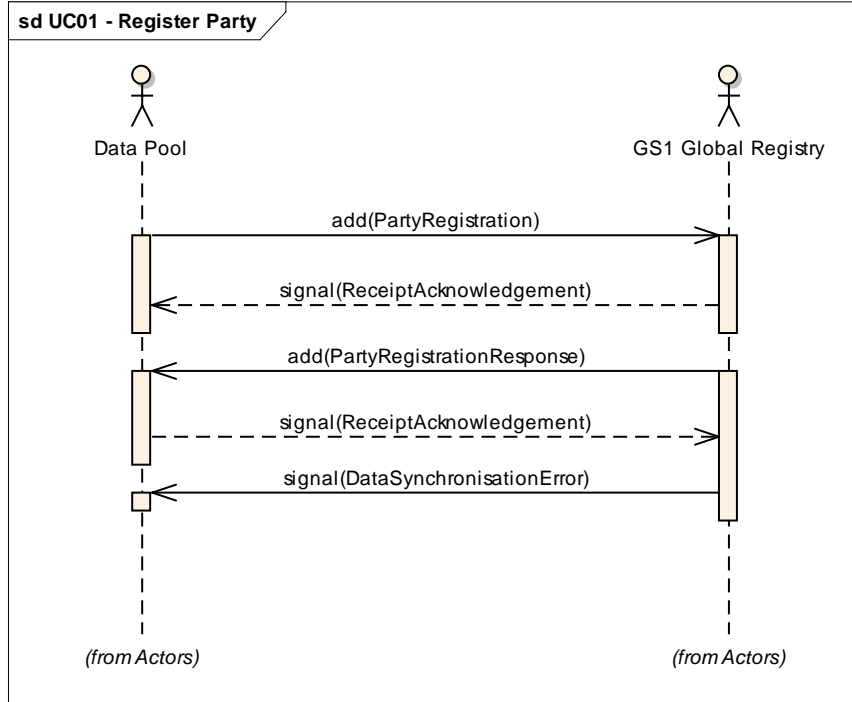 sd UC01 - Register Party
Data Pool
GS1 Global Registry
add(PartyRegistration)
signal(ReceiptAcknowledgement)
add(PartyRegistrationResponse)
signal(ReceiptAcknowledgement)
signal(DataSynchronisationError)
(from Actors)
(from Actors)